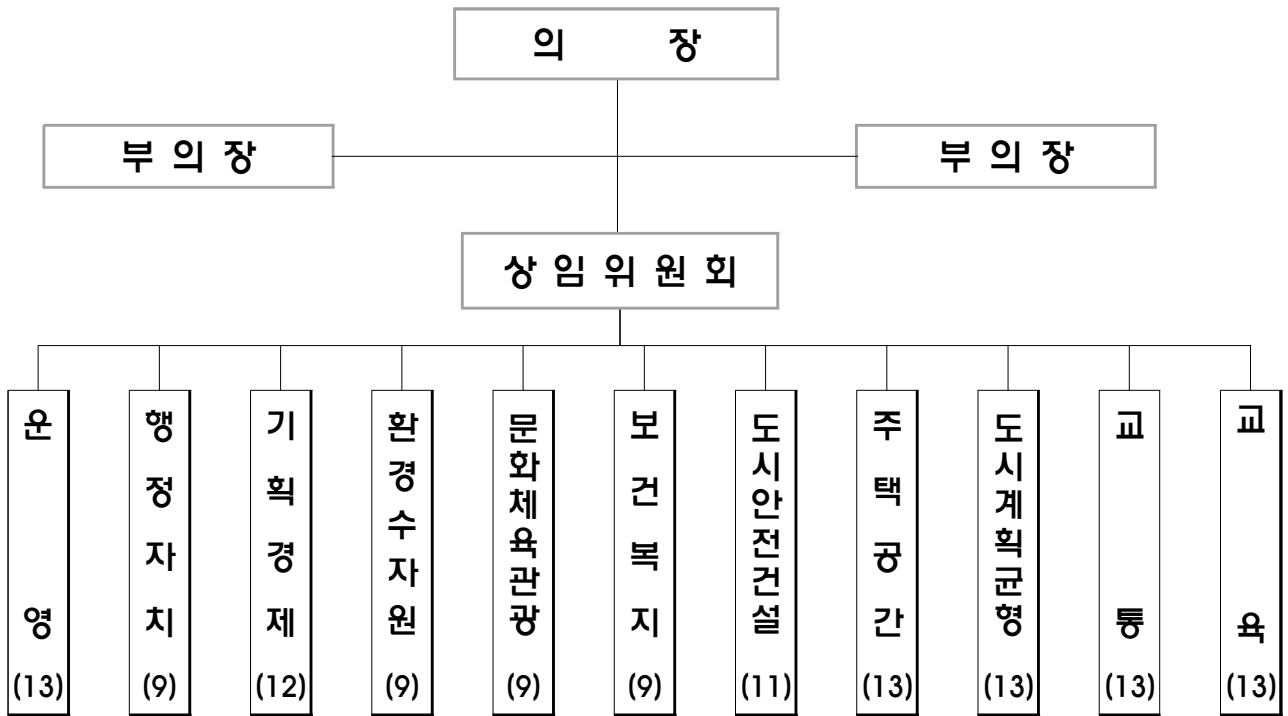 의 장
부 의 장
부 의 장
상 임 위 원 회
운영
(13)
행정자치
(9)
기획경제
(12)
환경수자원
(9)
문화체육관광
(9)
보건복지
(9)
도시안전건설
(11)
주택공간
(13)
도시계획균형
(13)
교통
(13)
교육
(13)